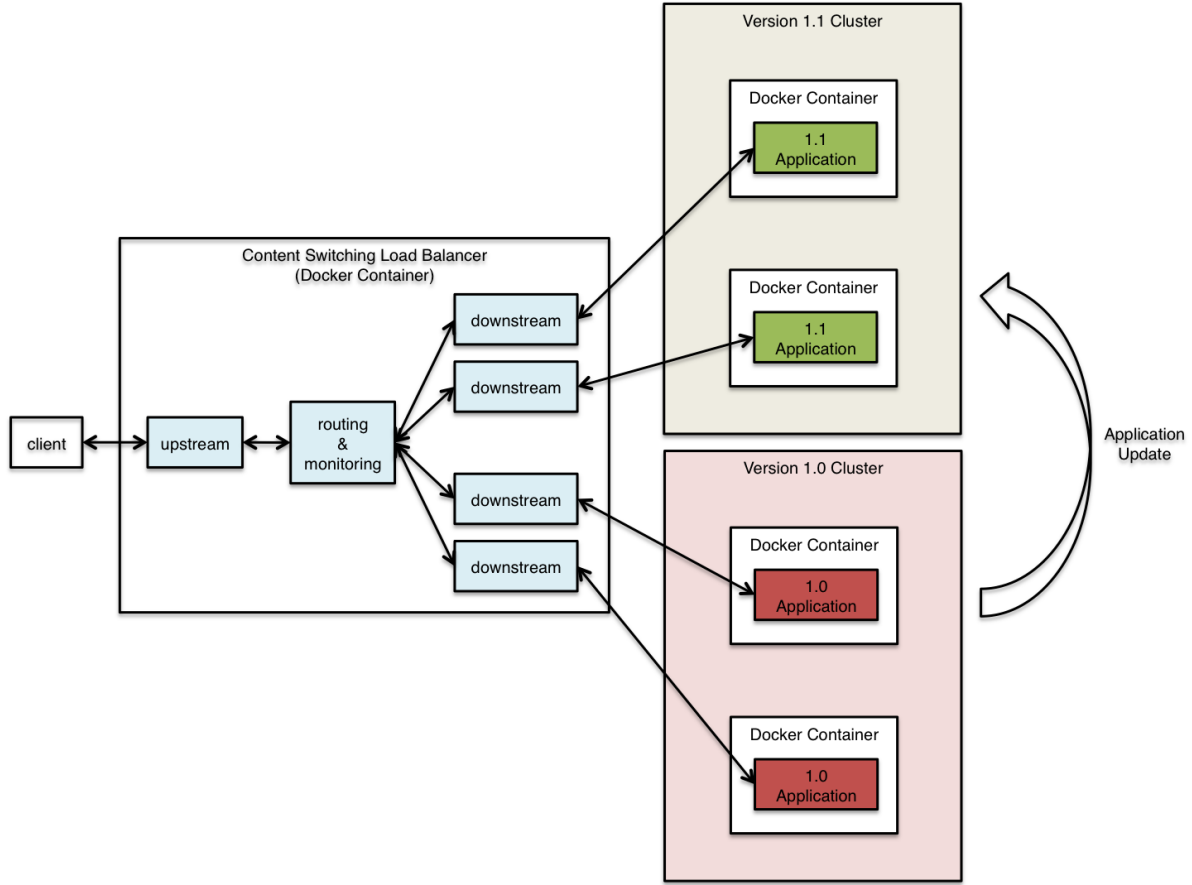 Version 1.1 Cluster
Docker Container
1.1
Application
Docker Container
1.1
Application
Content Switching Load Balancer
(Docker Container)
downstream
downstream
client
upstream
routing
&
monitoring
downstream
downstream
Version 1.0 Cluster
Docker Container
1.0
Application
Docker Container
1.0
Application
Application
Update